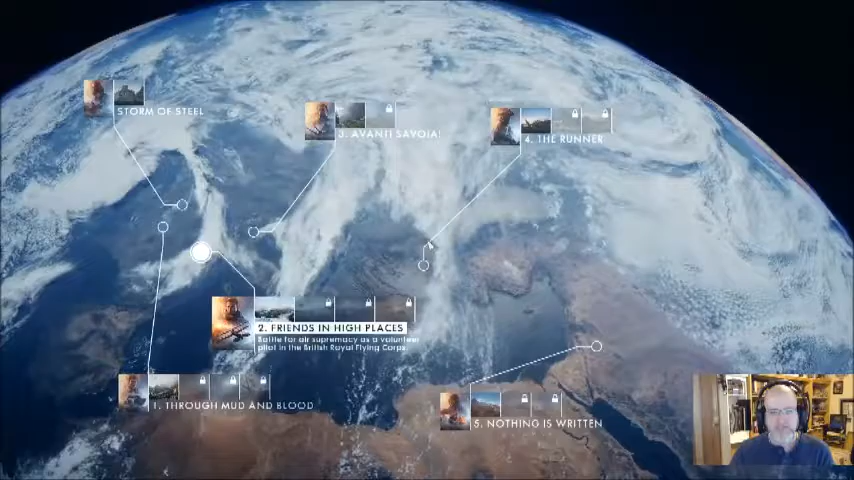 STORM OF STEEL
3. AVANTI SAVOIA!
4. THE RUNNER
2. FRIENDS IN HIGH PLACES
Battle for air supremacy as a volunteer
pilot in the British Royal Flying Corps.
1. THROUGH MUD AND BLOOD
5. NOTHING IS WRITTEN